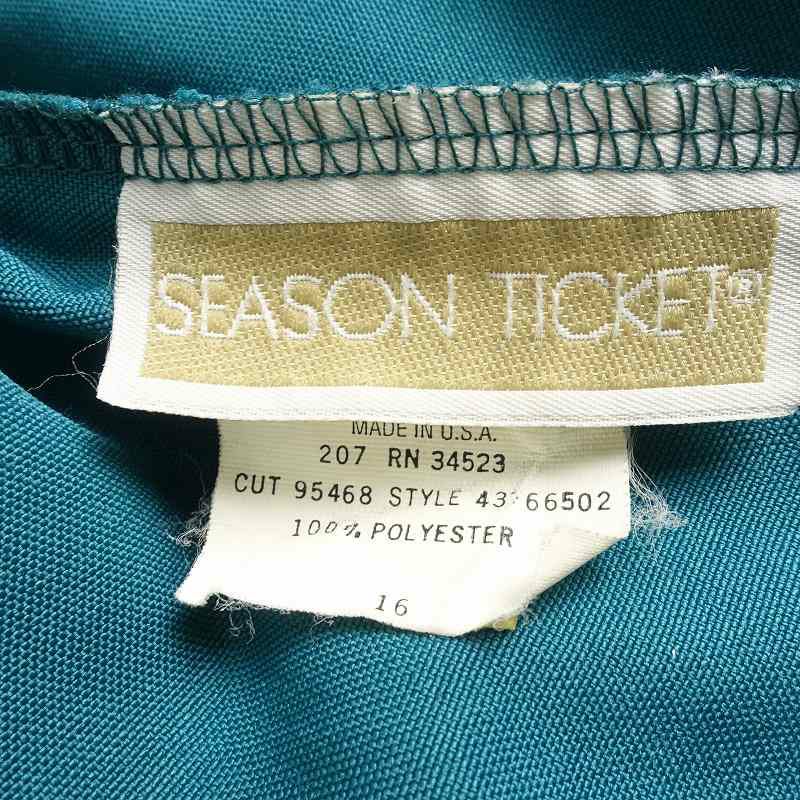 SEASON TICKET®
MADE IN U.S.A.
207 RN 34523
CUT 95468 STYLE 43 66502
100% POLYESTER
16